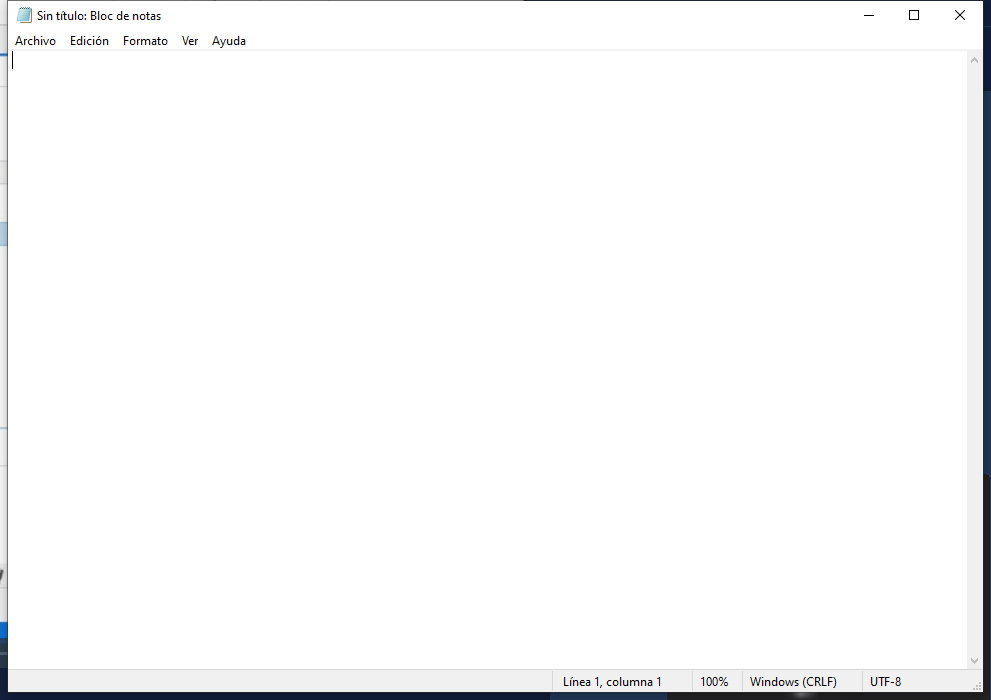 Sin título: Bloc de notas
Archivo Edición Formato Ver Ayuda
Línea 1, columna 1 100% Windows (CRLF) UTF-8